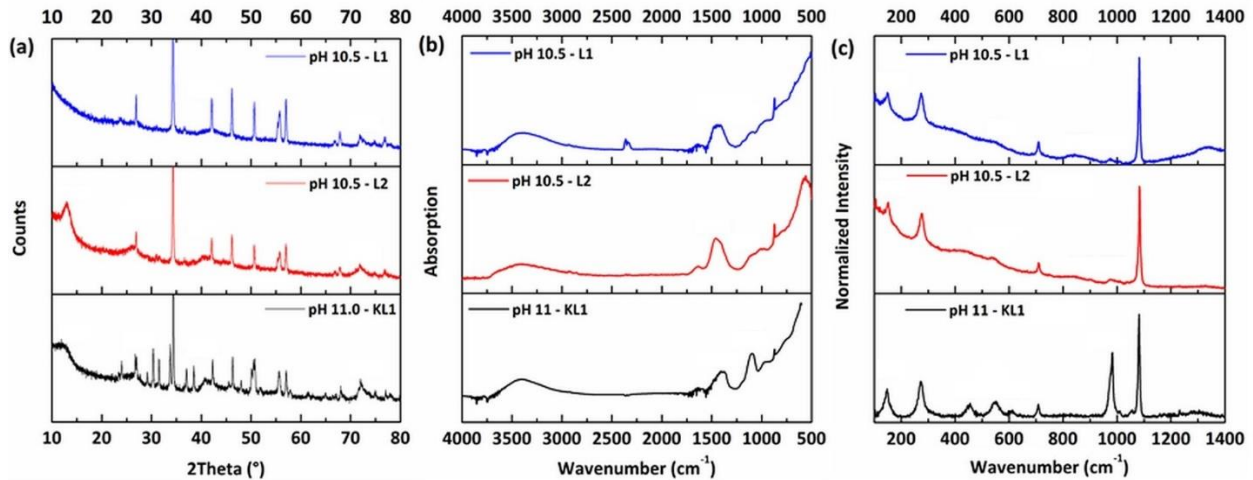 10 20 30 40 50 60 70 80
4000 3500 3000 2500 2000 1500 1000 500
200 400 600 800 1000 1200 1400
(a)
pH 10.5 - L1
pH 10.5 - L2
pH 11.0 - KL1
Counts
10 20 30 40 50 60 70 80
2Theta (°)
(b)
pH 10.5 - L1
pH 10.5 - L2
pH 11 - KL1
Absorption
4000 3500 3000 2500 2000 1500 1000 500
Wavenumber (cm⁻¹)
(c)
pH 10.5 - L1
pH 10.5 - L2
pH 11 - KL1
Normalized Intensity
200 400 600 800 1000 1200 1400
Wavenumber (cm⁻¹)